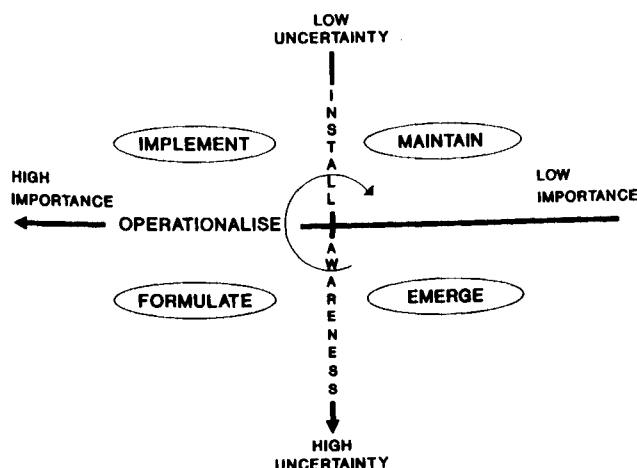 LOW
UNCERTAINTY
INSTALL
IMPLEMENT
MAINTAIN
HIGH
IMPORTANCE
LOW
IMPORTANCE
OPERATIONALISE
AWARENESS
FORMULATE
EMERGE
HIGH
UNCERTAINTY